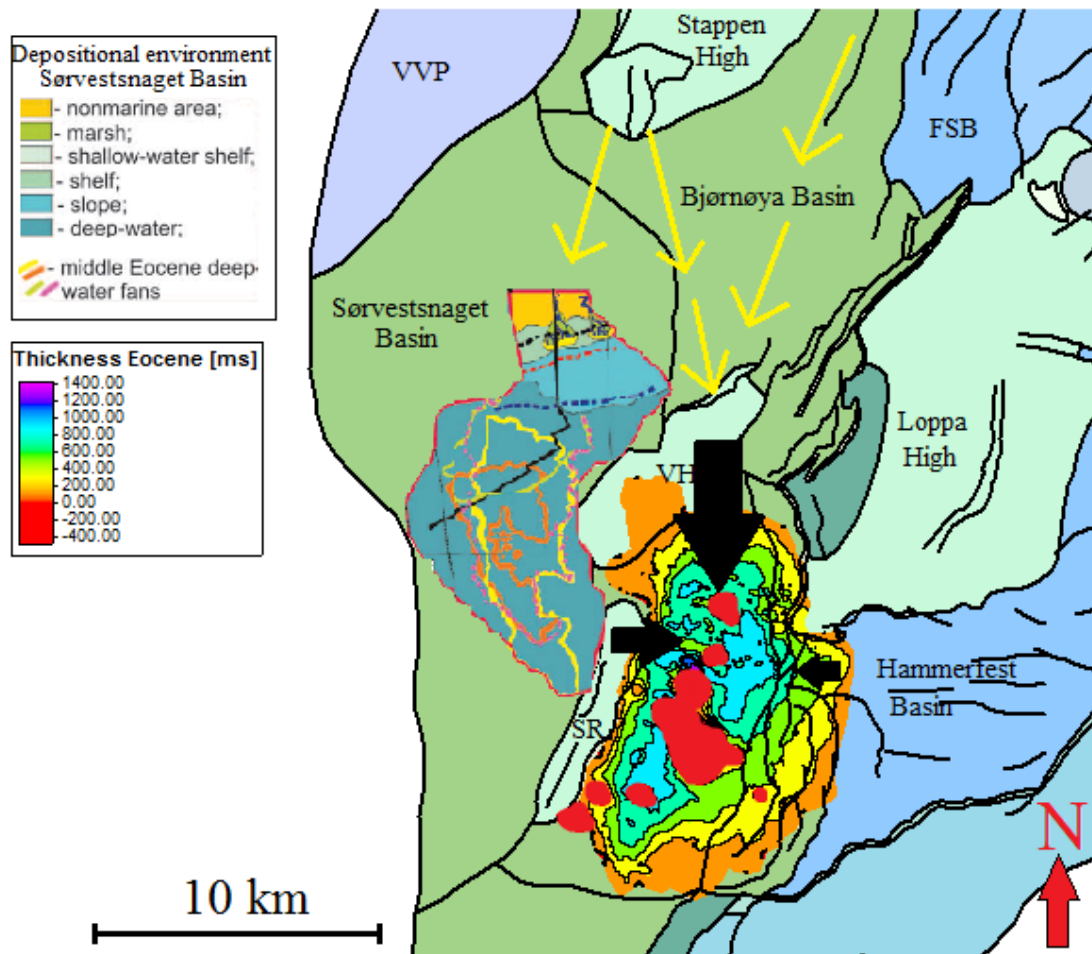 Depositional environment
Sørvestsnaget Basin
- nonmarine area;
- marsh;
- shallow-water shelf;
- shelf;
- slope;
- deep-water;
- middle Eocene deep-
water fans
Thickness Eocene [ms]
1400.00
1200.00
1000.00
800.00
600.00
400.00
200.00
0.00
-200.00
-400.00
VVP
Stappen
High
FSB
Bjørnøya Basin
Sørvestsnaget
Basin
Loppa
High
VH
Hammerfest
Basin
SR
10 km
N